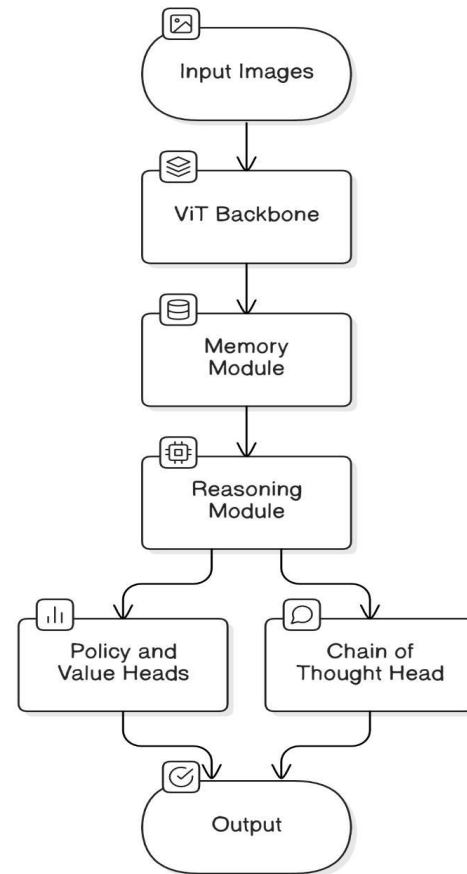 Input Images
ViT Backbone
Memory
Module
Reasoning
Module
Policy and
Value Heads
Chain of
Thought Head
Output